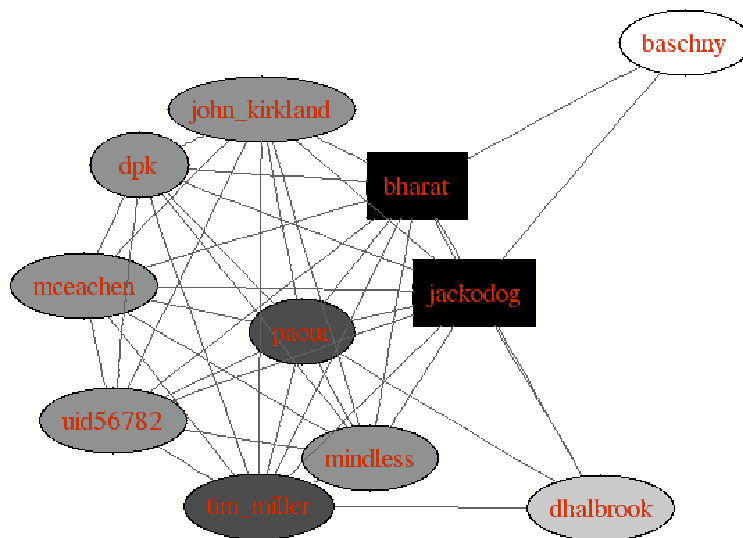 baschny
john_kirkland
dpk
bharat
mceachen
jackodog
paour
uid56782
mindless
tim_miller
dhalbrook